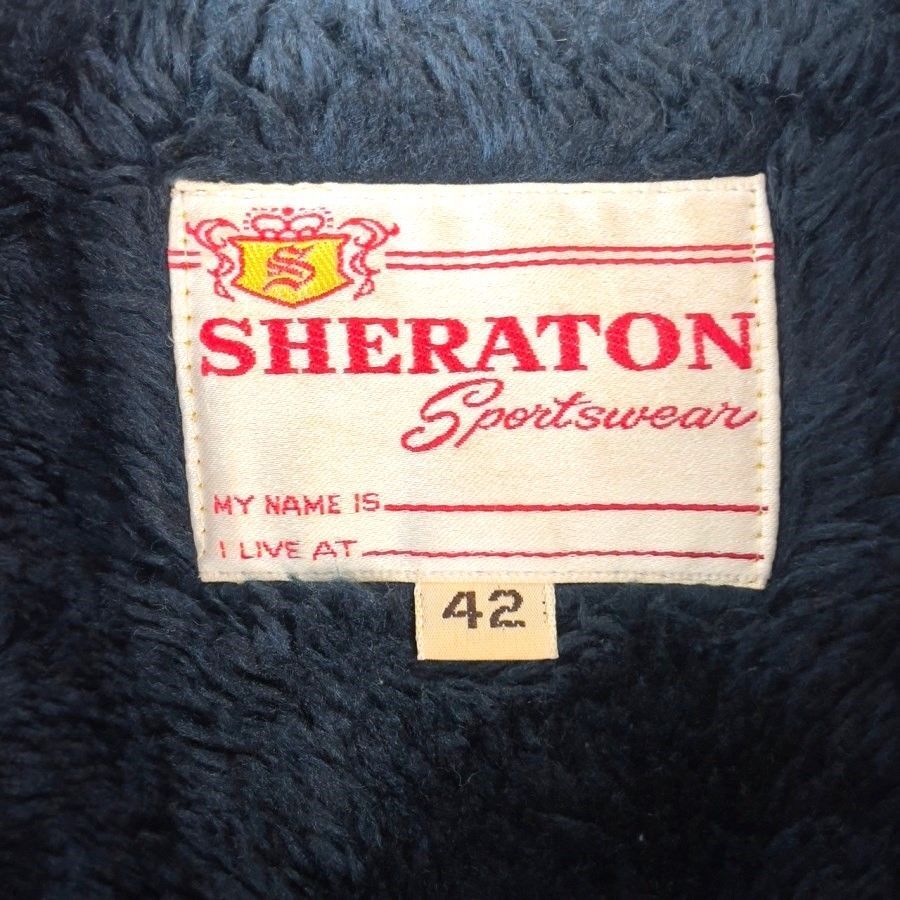 S
SHERATON
Sportswear
MY NAME IS
I LIVE AT
42